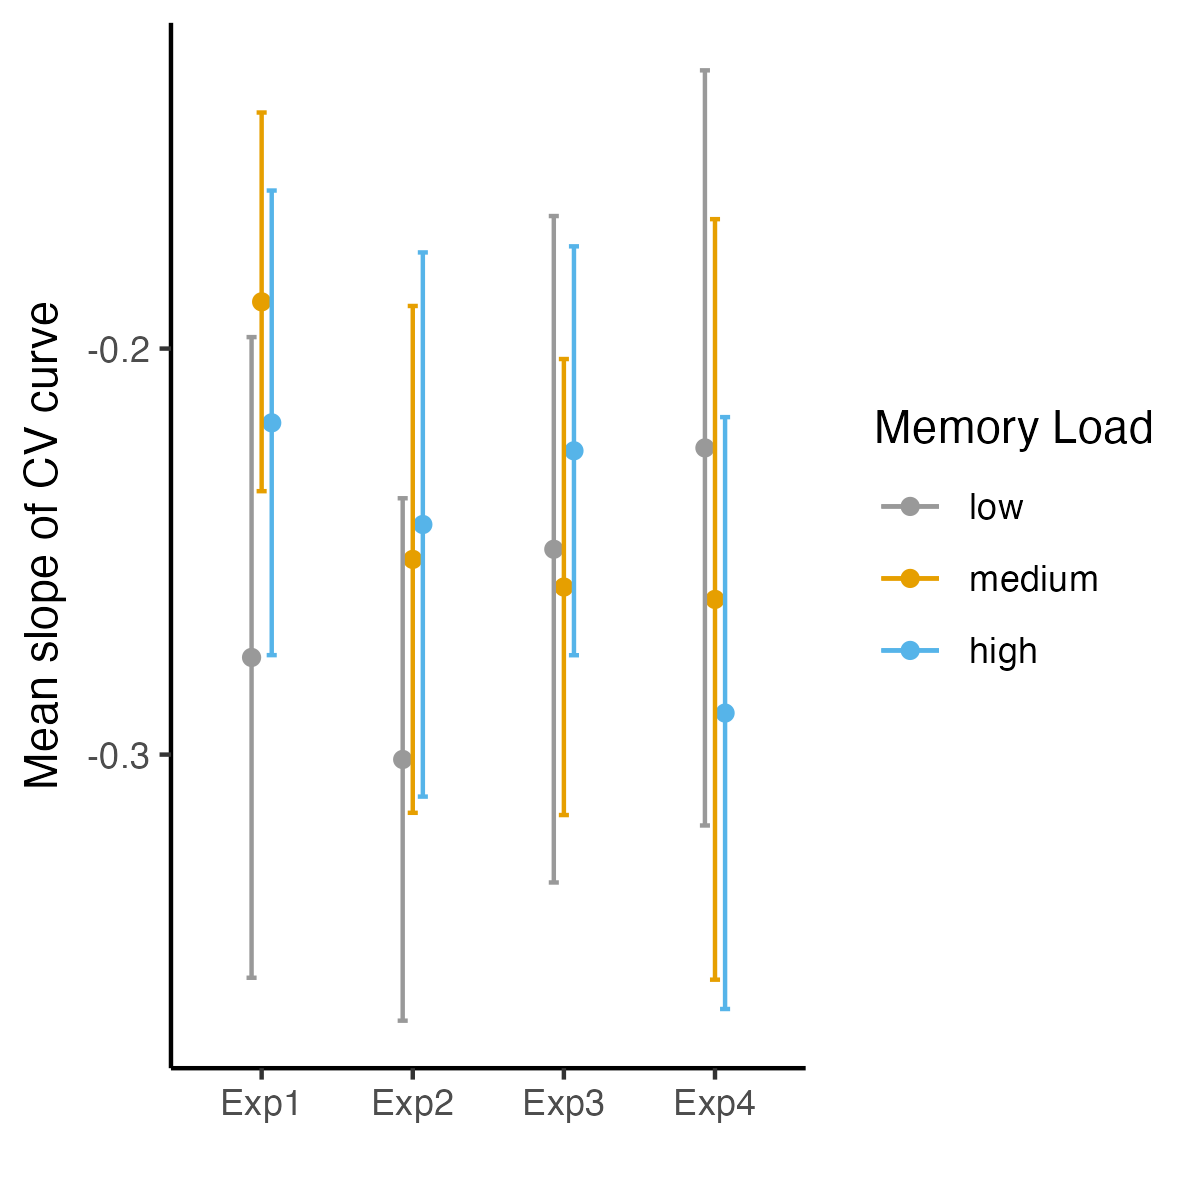 Mean slope of CV curve
-0.2
-0.3
Exp1 Exp2 Exp3 Exp4
Memory Load
low
medium
high